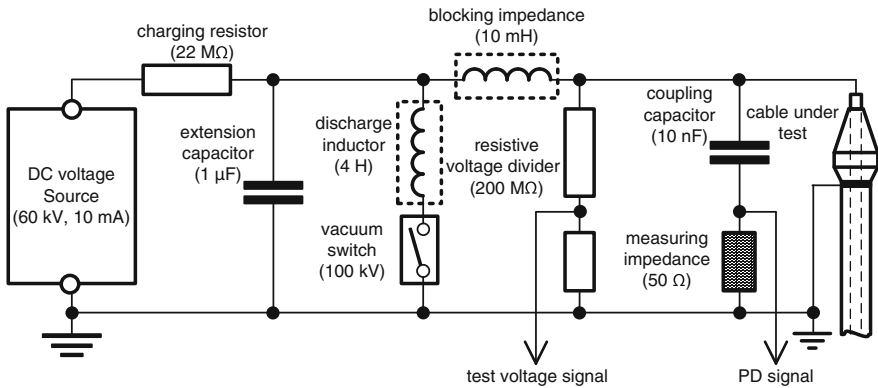 blocking impedance
(10 mH)
charging resistor
(22 MΩ)
DC voltage
Source
(60 kV, 10 mA)
extension
capacitor
(1 µF)
discharge
inductor
(4 H)
vacuum
switch
(100 kV)
resistive
voltage divider
(200 MΩ)
coupling
capacitor
(10 nF)
cable under
test
measuring
impedance
(50 Ω)
test voltage signal
PD signal